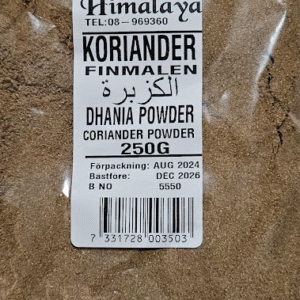 Himalaya
TEL:08- 969360
KORIANDER
FINMALEN
الكزبرة
DHANIA POWDER
CORIANDER POWDER
250G
Förpackning: AUG 2024
Bastfore: DEC 2026
B NO 5550
7 331728 003503